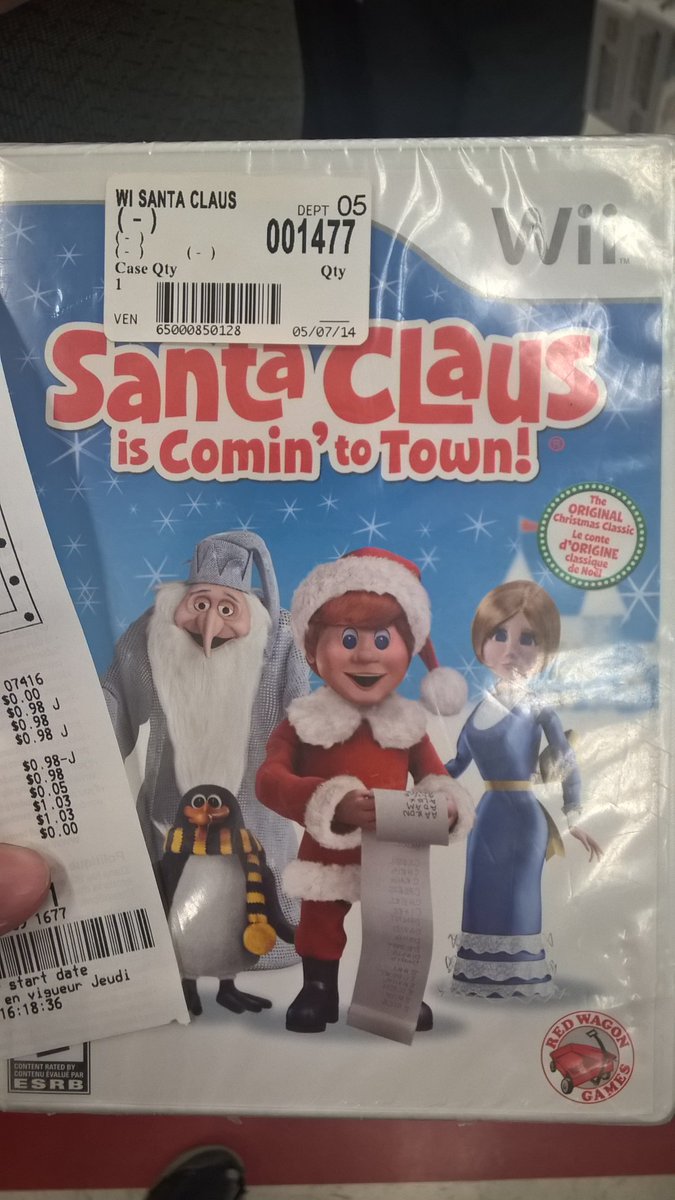 WI SANTA CLAUS
(-)
(-)
(-) (-)
DEPT 05
001477
Case Qty
1
Qty
VEN
65000850128
05/07/14
Wii
TM
Santa Claus
is Comin' to Town!
®
The
ORIGINAL
Christmas Classic
Le conte
d'ORIGINE
classique
de Noël
07416
$0.00
$0.98 J
$0.98
$0.98 J
$0.98-J
$0.98
$0.05
$1.03
$1.03
$0.00
1677
start date
en vigueur Jeudi
16:18:36
CONTENT RATED BY
CONTENU ÉVALUÉ PAR
ESRB
RED WAGON
GAMES